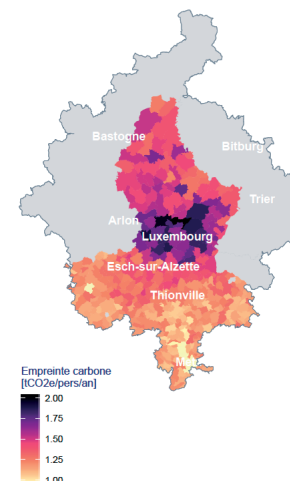 Bastogne
Bitburg
Trier
Arlon
Luxembourg
Esch-sur-Alzette
Thionville
Empreinte carbone
[tCO2e/pers/an]
2.00
1.75
1.50
1.25
1.00